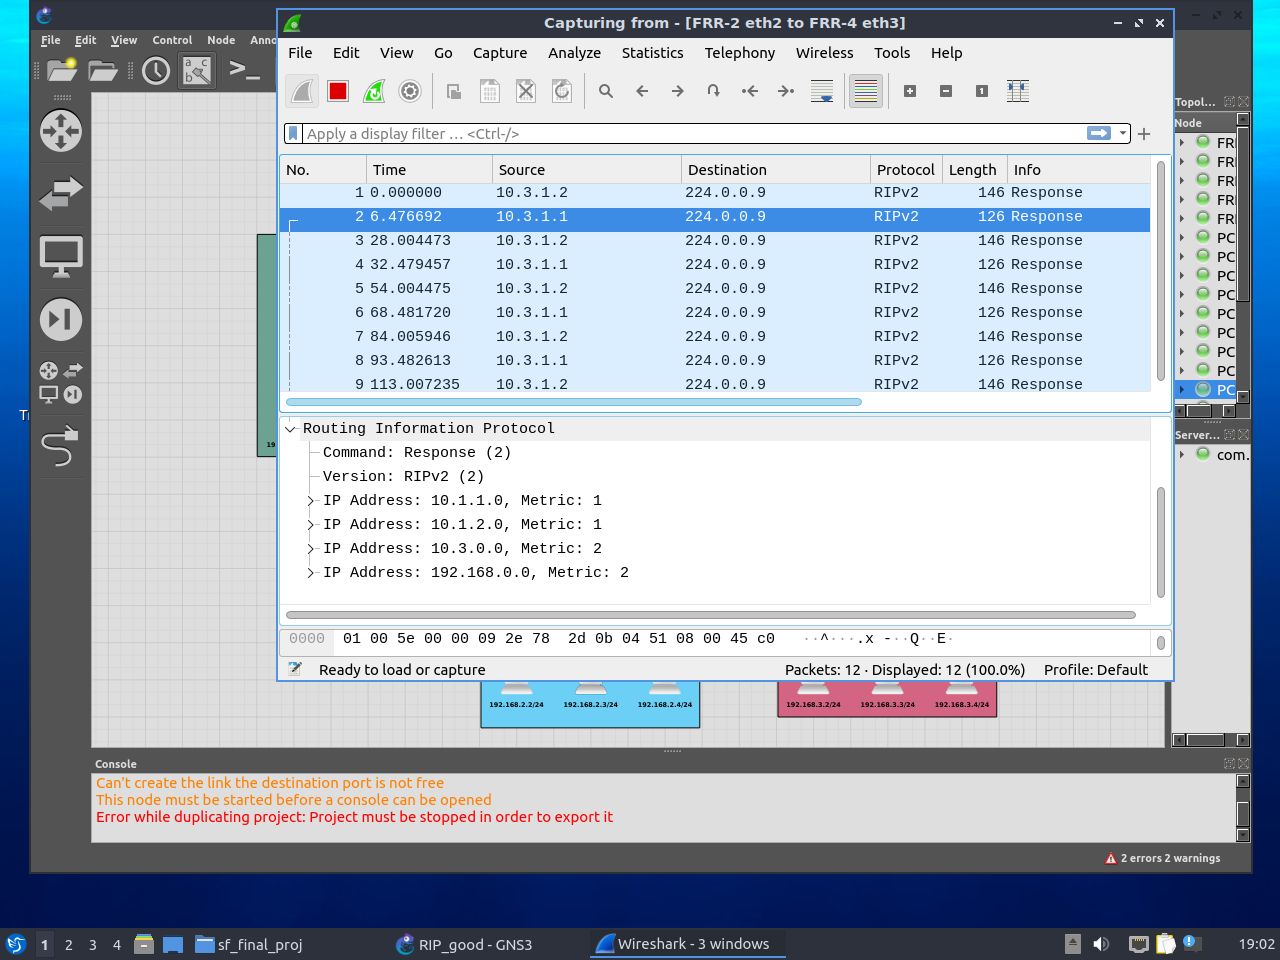 Capturing from - [FRR-2 eth2 to FRR-4 eth3]
File Edit View Control Node Anno
File Edit View Go Capture Analyze Statistics Telephony Wireless Tools Help
Apply a display filter … <Ctrl-/>
No. Time Source Destination Protocol Length Info
1 0.000000 10.3.1.2 224.0.0.9 RIPv2 146 Response
2 6.476692 10.3.1.1 224.0.0.9 RIPv2 126 Response
3 28.004473 10.3.1.2 224.0.0.9 RIPv2 146 Response
4 32.479457 10.3.1.1 224.0.0.9 RIPv2 126 Response
5 54.004475 10.3.1.2 224.0.0.9 RIPv2 146 Response
6 68.481720 10.3.1.1 224.0.0.9 RIPv2 126 Response
7 84.005946 10.3.1.2 224.0.0.9 RIPv2 146 Response
8 93.482613 10.3.1.1 224.0.0.9 RIPv2 126 Response
9 113.007235 10.3.1.2 224.0.0.9 RIPv2 146 Response
Routing Information Protocol
Command: Response (2)
Version: RIPv2 (2)
IP Address: 10.1.1.0, Metric: 1
IP Address: 10.1.2.0, Metric: 1
IP Address: 10.3.0.0, Metric: 2
IP Address: 192.168.0.0, Metric: 2
0000 01 00 5e 00 00 09 2e 78 2d 0b 04 51 08 00 45 c0 ··^···.x -··Q··E·
Ready to load or capture Packets: 12 · Displayed: 12 (100.0%) Profile: Default
Topol...
Node
FRI
FRI
FRI
FRI
FRI
PC
PC
PC
PC
PC
PC
PC
PC
PC
Server...
com.
19
192.168.2.2/24 192.168.2.3/24 192.168.2.4/24
192.168.3.2/24 192.168.3.3/24 192.168.3.4/24
Console
Can't create the link the destination port is not free
This node must be started before a console can be opened
Error while duplicating project: Project must be stopped in order to export it
2 errors 2 warnings
1 2 3 4 sf_final_proj RIP_good - GNS3 Wireshark - 3 windows 19:02